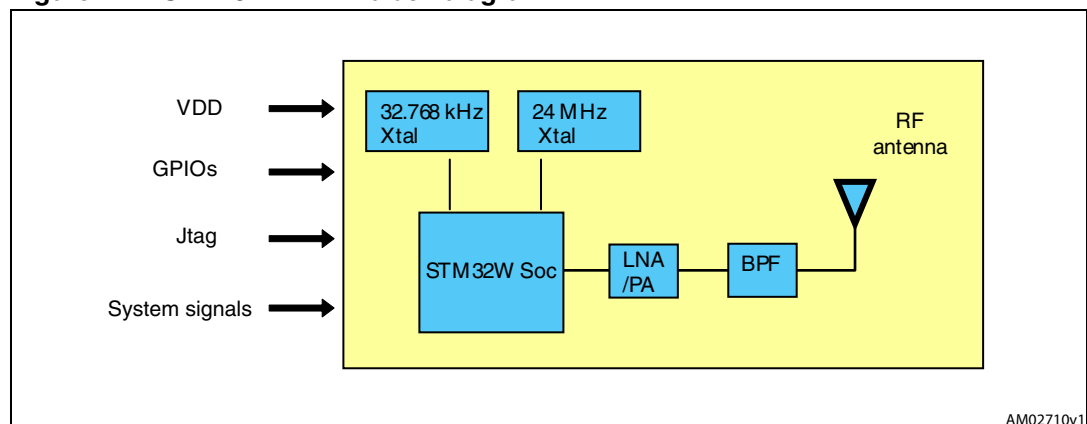 VDD
GPIOs
Jtag
System signals
32.768 kHz
Xtal
24 MHz
Xtal
STM32W Soc
LNA
/PA
BPF
RF
antenna
AM02710v1